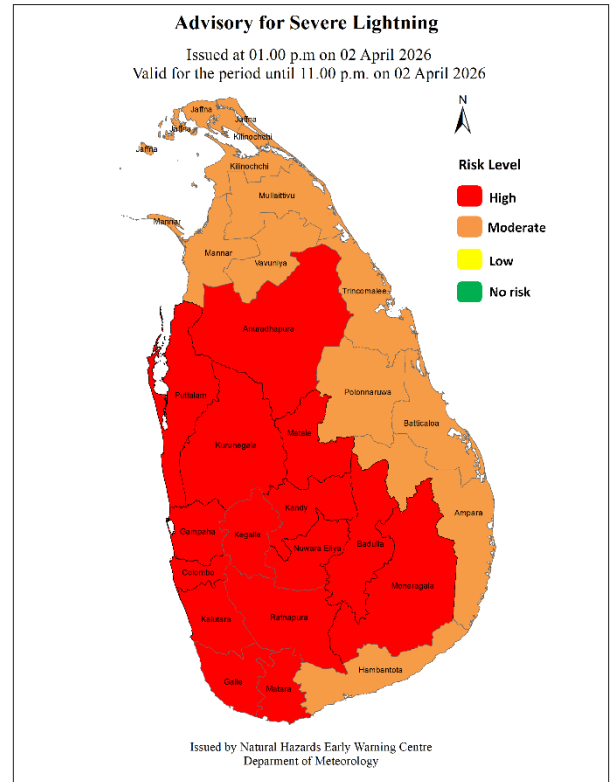 Advisory for Severe Lightning
Issued at 01.00 p.m on 02 April 2026
Valid for the period until 11.00 p.m. on 02 April 2026
N
Risk Level
High
Moderate
Low
No risk
Jaffna
Jaffna
Jaffna
Kilinochchi
Jaffna
Kilinochchi
Mullaittivu
Mannar
Mannar
Vavuniya
Trincomalee
Anuradhapura
Puttalam
Polonnaruwa
Batticaloa
Matale
Kurunegala
Kandy
Ampara
Gampaha
Kegalle
Nuwara Eliya
Badulla
Colombo
Moneragala
Kalutara
Ratnapura
Hambantota
Galle
Matara
Issued by Natural Hazards Early Warning Centre
Deparment of Meteorology